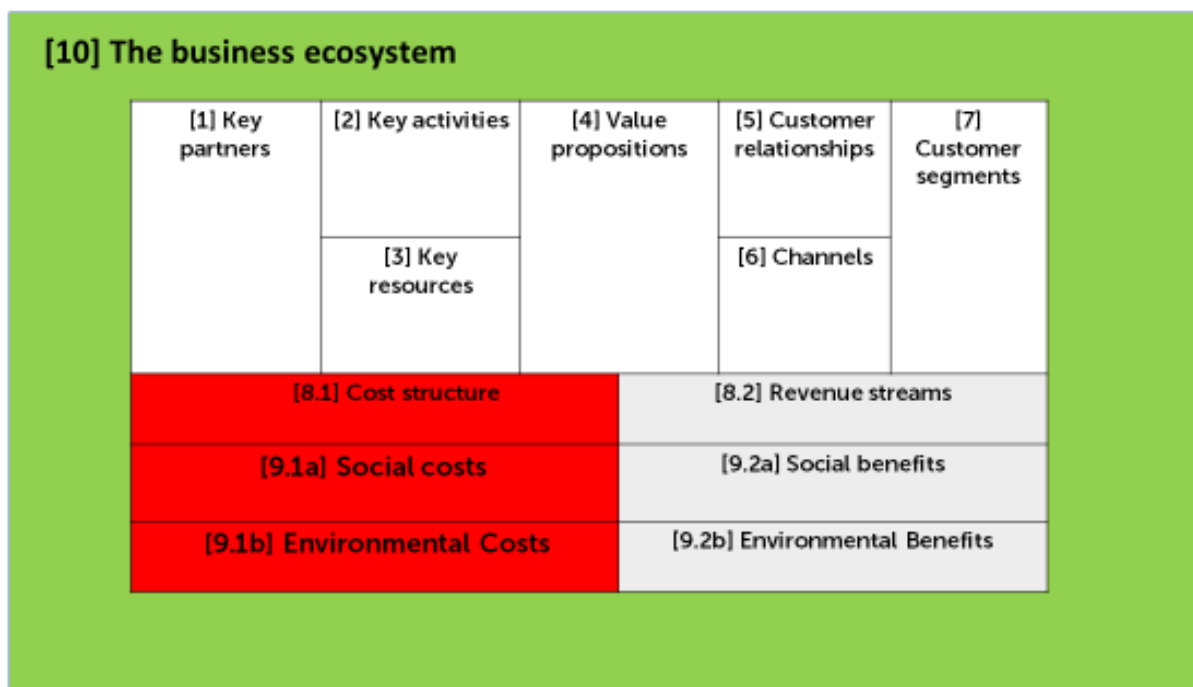 [10] The business ecosystem
[1] Key
partners
[2] Key activities
[3] Key
resources
[4] Value
propositions
[5] Customer
relationships
[6] Channels
[7]
Customer
segments
[8.1] Cost structure
[8.2] Revenue streams
[9.1a] Social costs
[9.2a] Social benefits
[9.1b] Environmental Costs
[9.2b] Environmental Benefits